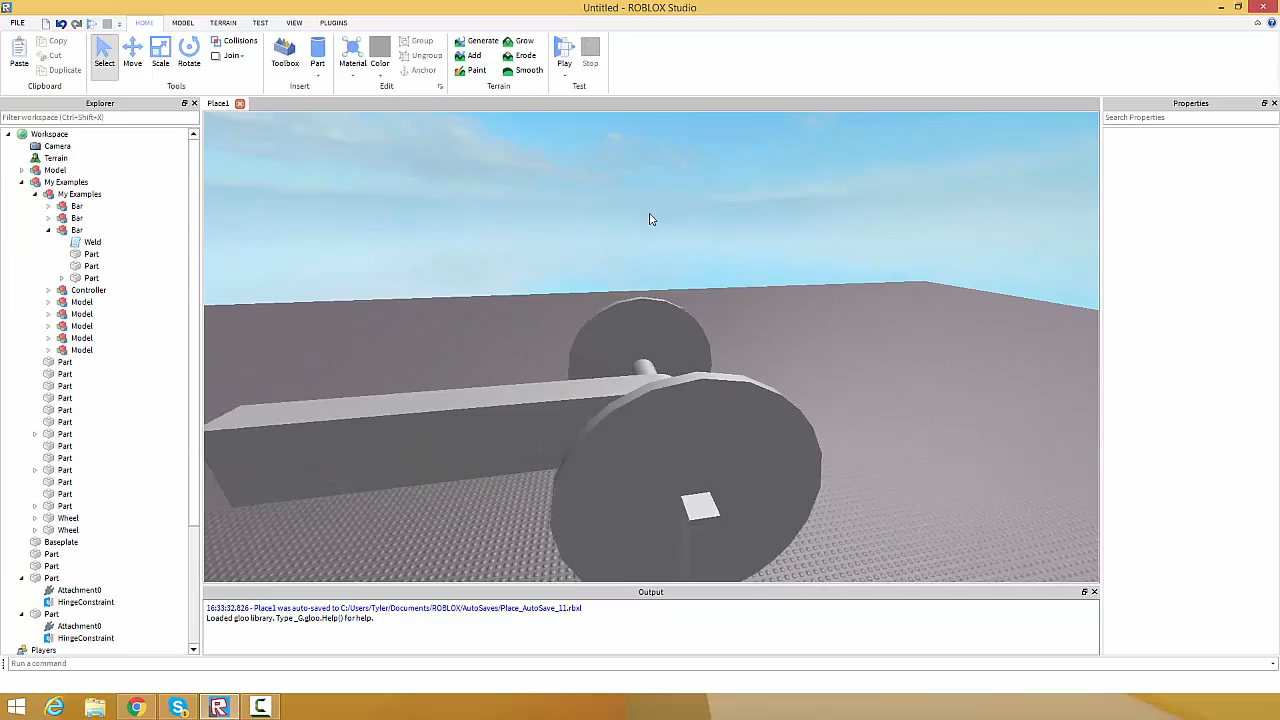 Untitled - ROBLOX Studio
FILE
HOME
MODEL
TERRAIN
TEST
VIEW
PLUGINS
Paste
Copy
Cut
Duplicate
Clipboard
Select
Move
Scale
Rotate
Collisions
Join
Tools
Toolbox
Part
Insert
Material
Color
Group
Ungroup
Anchor
Edit
Generate
Add
Paint
Grow
Erode
Smooth
Terrain
Play
Stop
Test
Explorer
Filter workspace (Ctrl+Shift+X)
Workspace
Camera
Terrain
Model
My Examples
My Examples
Bar
Bar
Bar
Weld
Part
Part
Part
Controller
Model
Model
Model
Model
Model
Part
Part
Part
Part
Part
Part
Part
Part
Part
Part
Part
Part
Part
Wheel
Wheel
Baseplate
Part
Part
Part
Attachment0
HingeConstraint
Part
Attachment0
HingeConstraint
Players
Place1
Properties
Search Properties
Output
16:33:32.826 - Place1 was auto-saved to C:/Users/Tyler/Documents/ROBLOX/AutoSaves/Place_AutoSave_11.rbxl
Loaded gloo library. Type _G.gloo.Help() for help.
Run a command